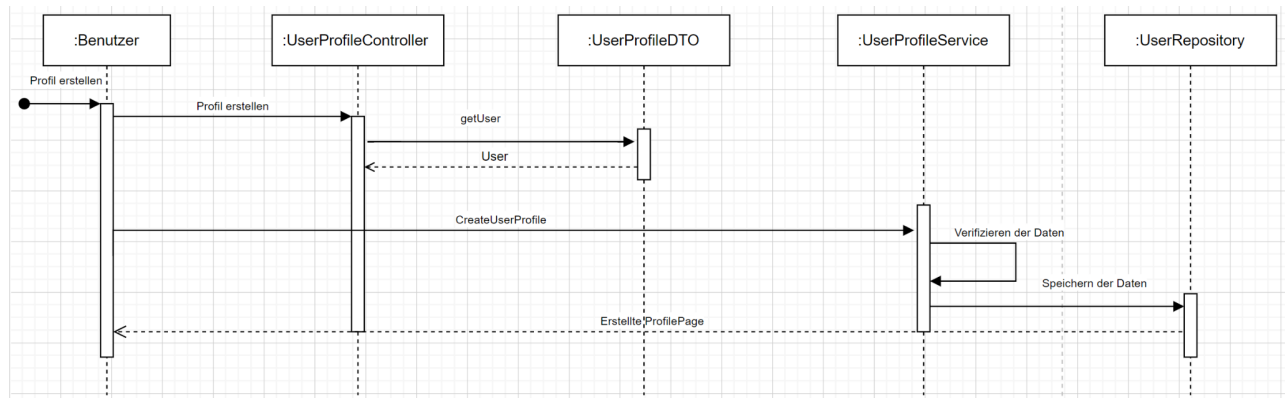 :Benutzer
:UserProfileController
:UserProfileDTO
:UserProfileService
:UserRepository
Profil erstellen
Profil erstellen
getUser
User
CreateUserProfile
Verifizieren der Daten
Speichern der Daten
Erstellte ProfilePage